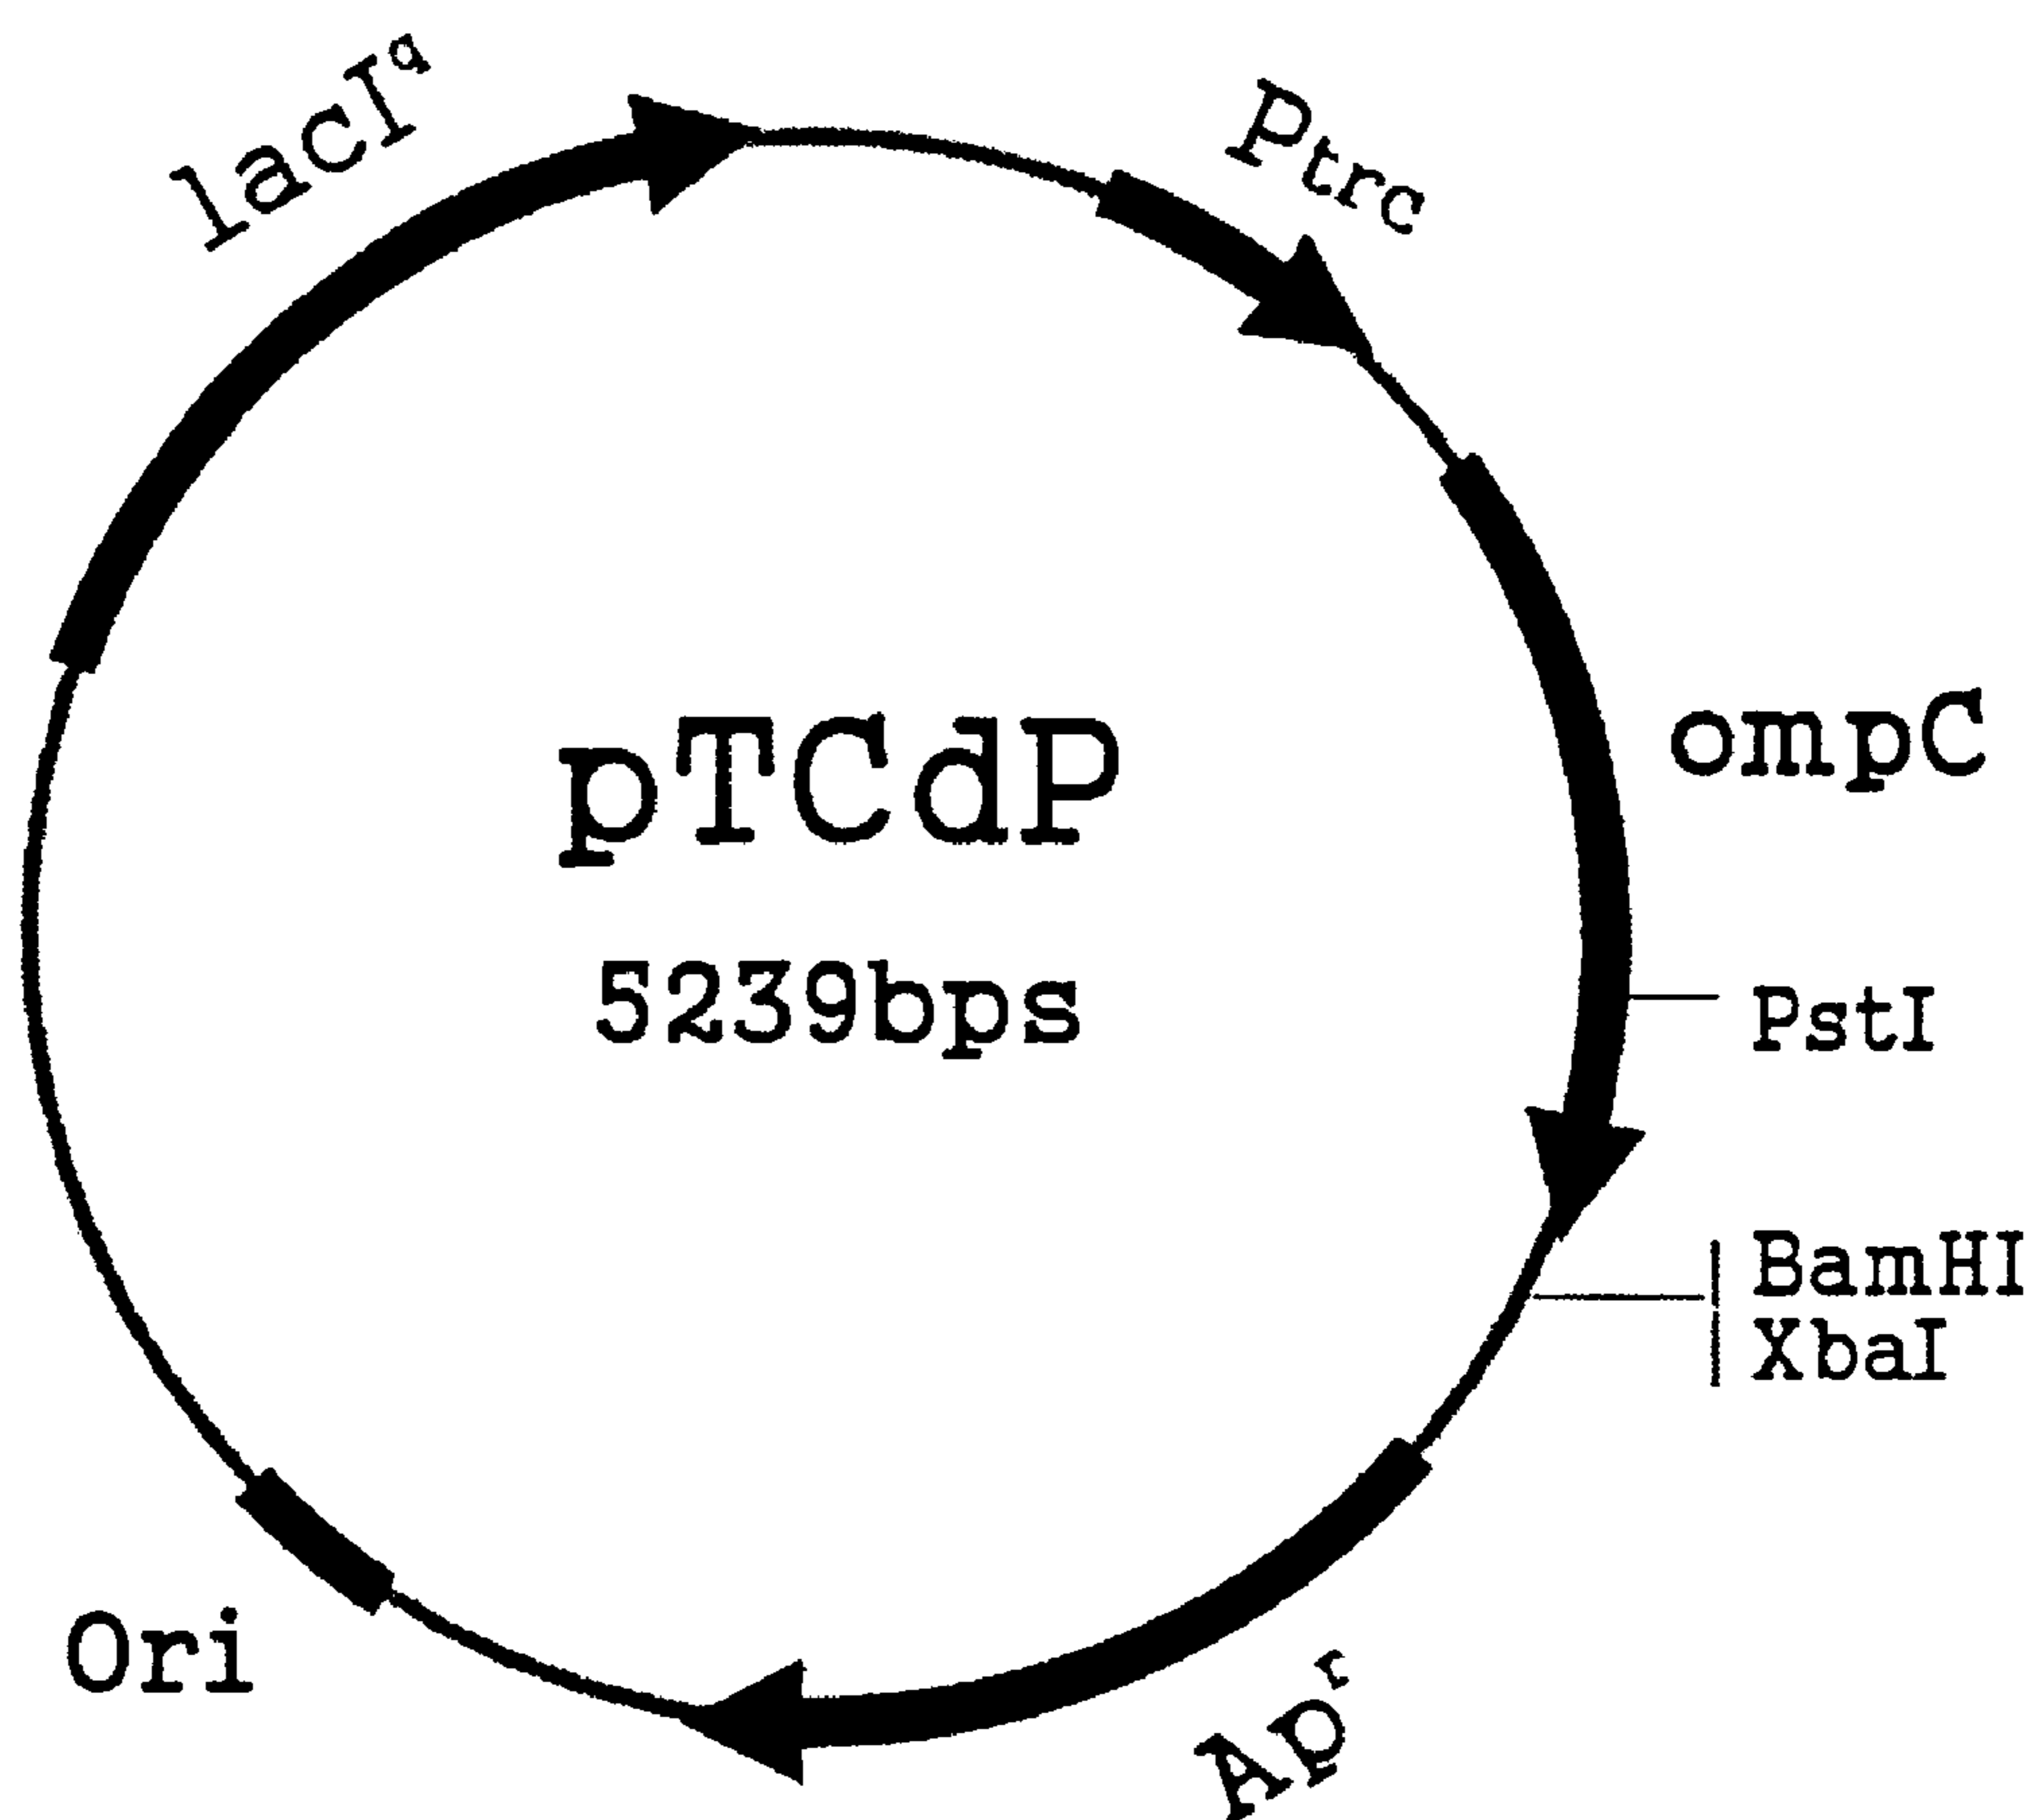 lacIq
Ptrc
ompC
pTCdP
5239bps
PstI
BamHI
XbaI
Ori
Apr